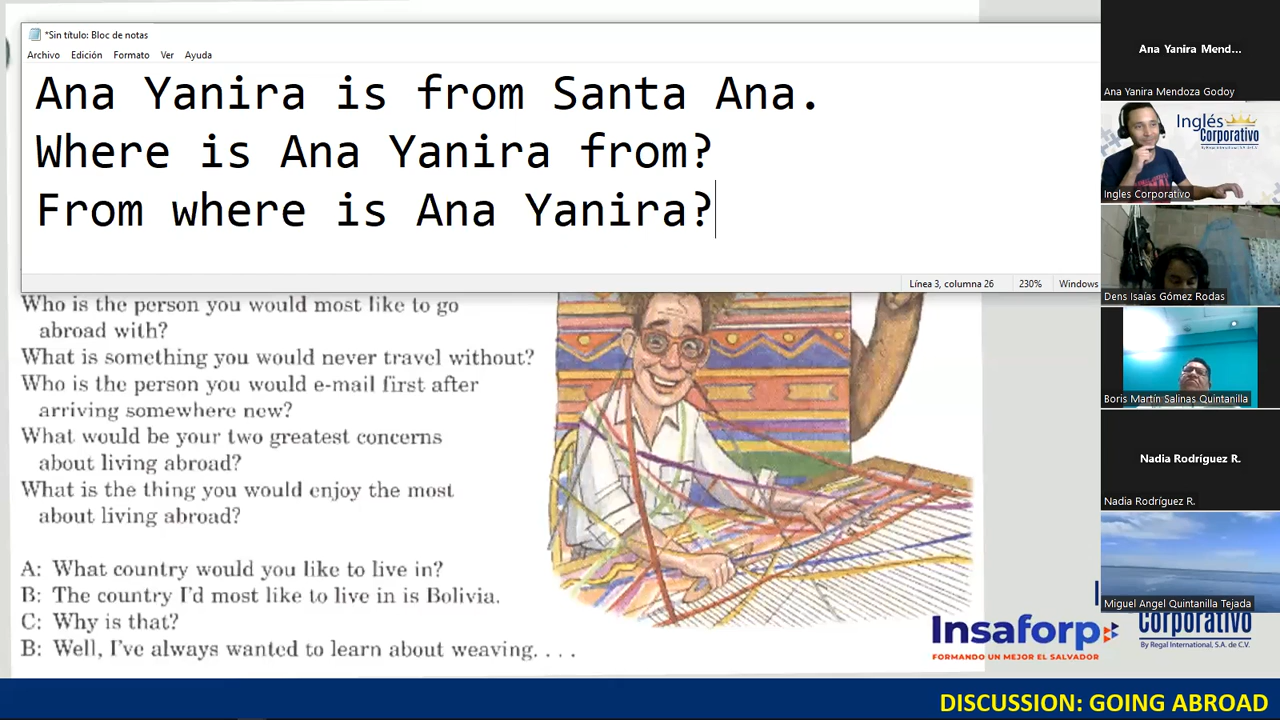 *Sin título: Bloc de notas
Archivo Edición Formato Ver Ayuda
Ana Yanira is from Santa Ana.
Where is Ana Yanira from?
From where is Ana Yanira?
Línea 3, columna 26 230% Windows
Who is the person you would most like to go
abroad with?
What is something you would never travel without?
Who is the person you would e-mail first after
arriving somewhere new?
What would be your two greatest concerns
about living abroad?
What is the thing you would enjoy the most
about living abroad?
A: What country would you like to live in?
B: The country I'd most like to live in is Bolivia.
C: Why is that?
B: Well, I've always wanted to learn about weaving. . . .
Insaforp
FORMANDO UN MEJOR EL SALVADOR
CORPORATIVO
By Regal International, S.A. de C.V.
DISCUSSION: GOING ABROAD
Ana Yanira Mend...
Ana Yanira Mendoza Godoy
Inglés
Corporativo
Ingles Corporativo
Dens Isaías Gómez Rodas
Boris Martín Salinas Quintanilla
Nadia Rodríguez R.
Nadia Rodríguez R.
Miguel Angel Quintanilla Tejada